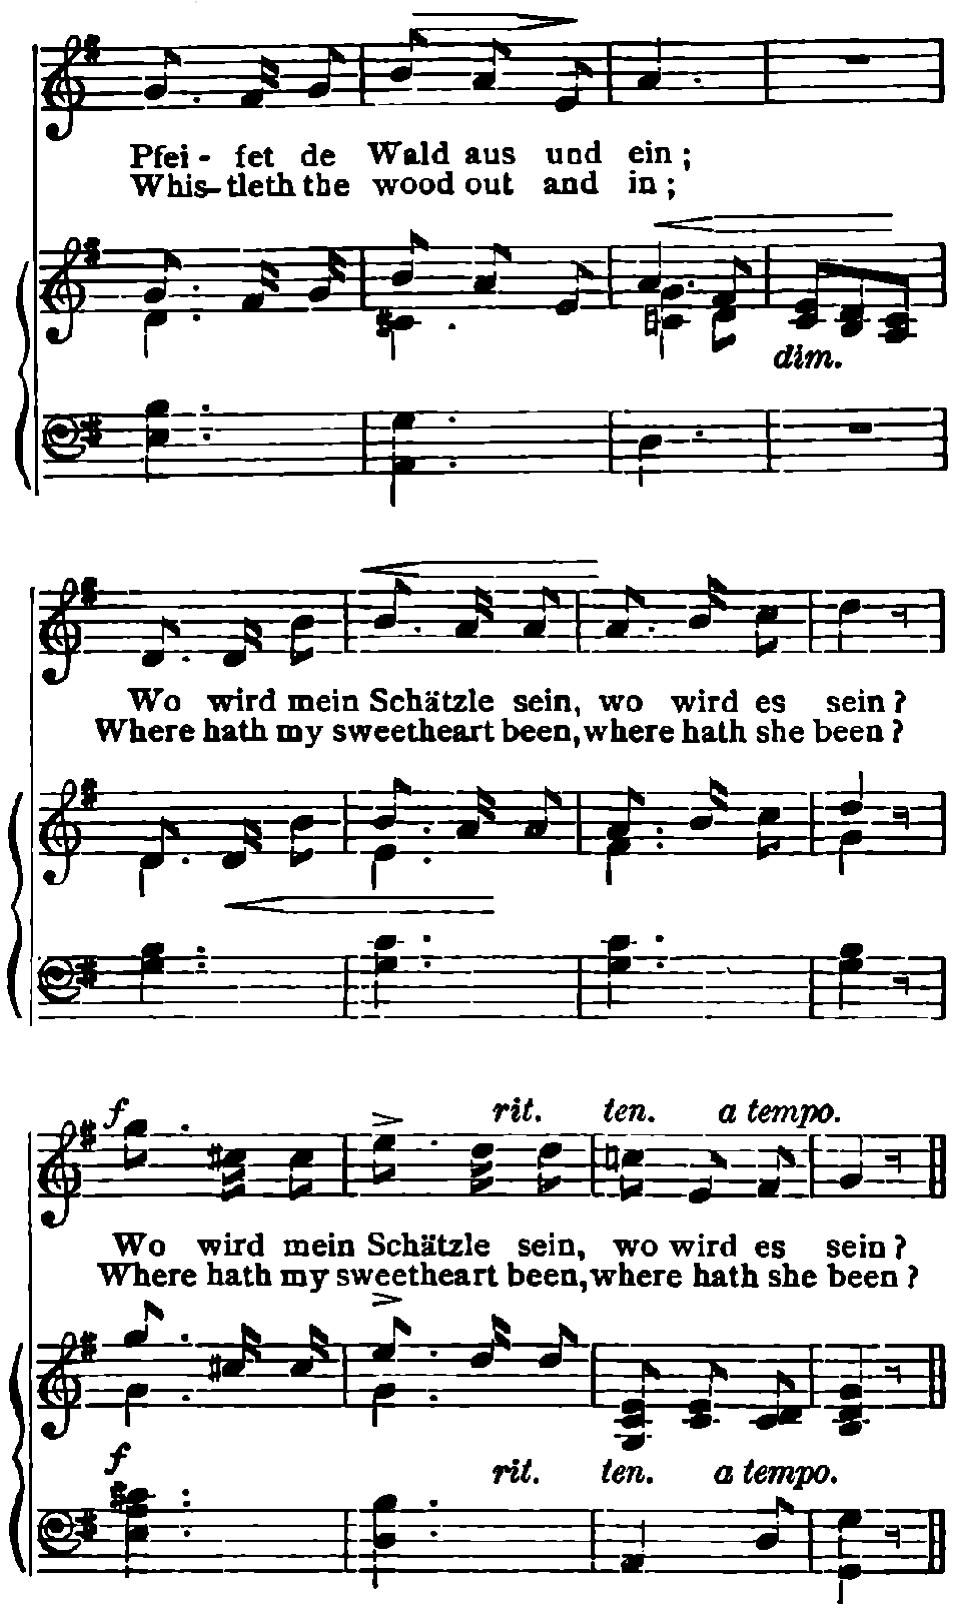 Pfei - fet de Wald aus und ein;
Whis-tleth the wood out and in;
dim.
Wo wird mein Schätzle sein, wo wird es sein?
Where hath my sweetheart been, where hath she been?
f rit. ten. a tempo.
Wo wird mein Schätzle sein, wo wird es sein?
Where hath my sweetheart been, where hath she been?
f rit. ten. a tempo.